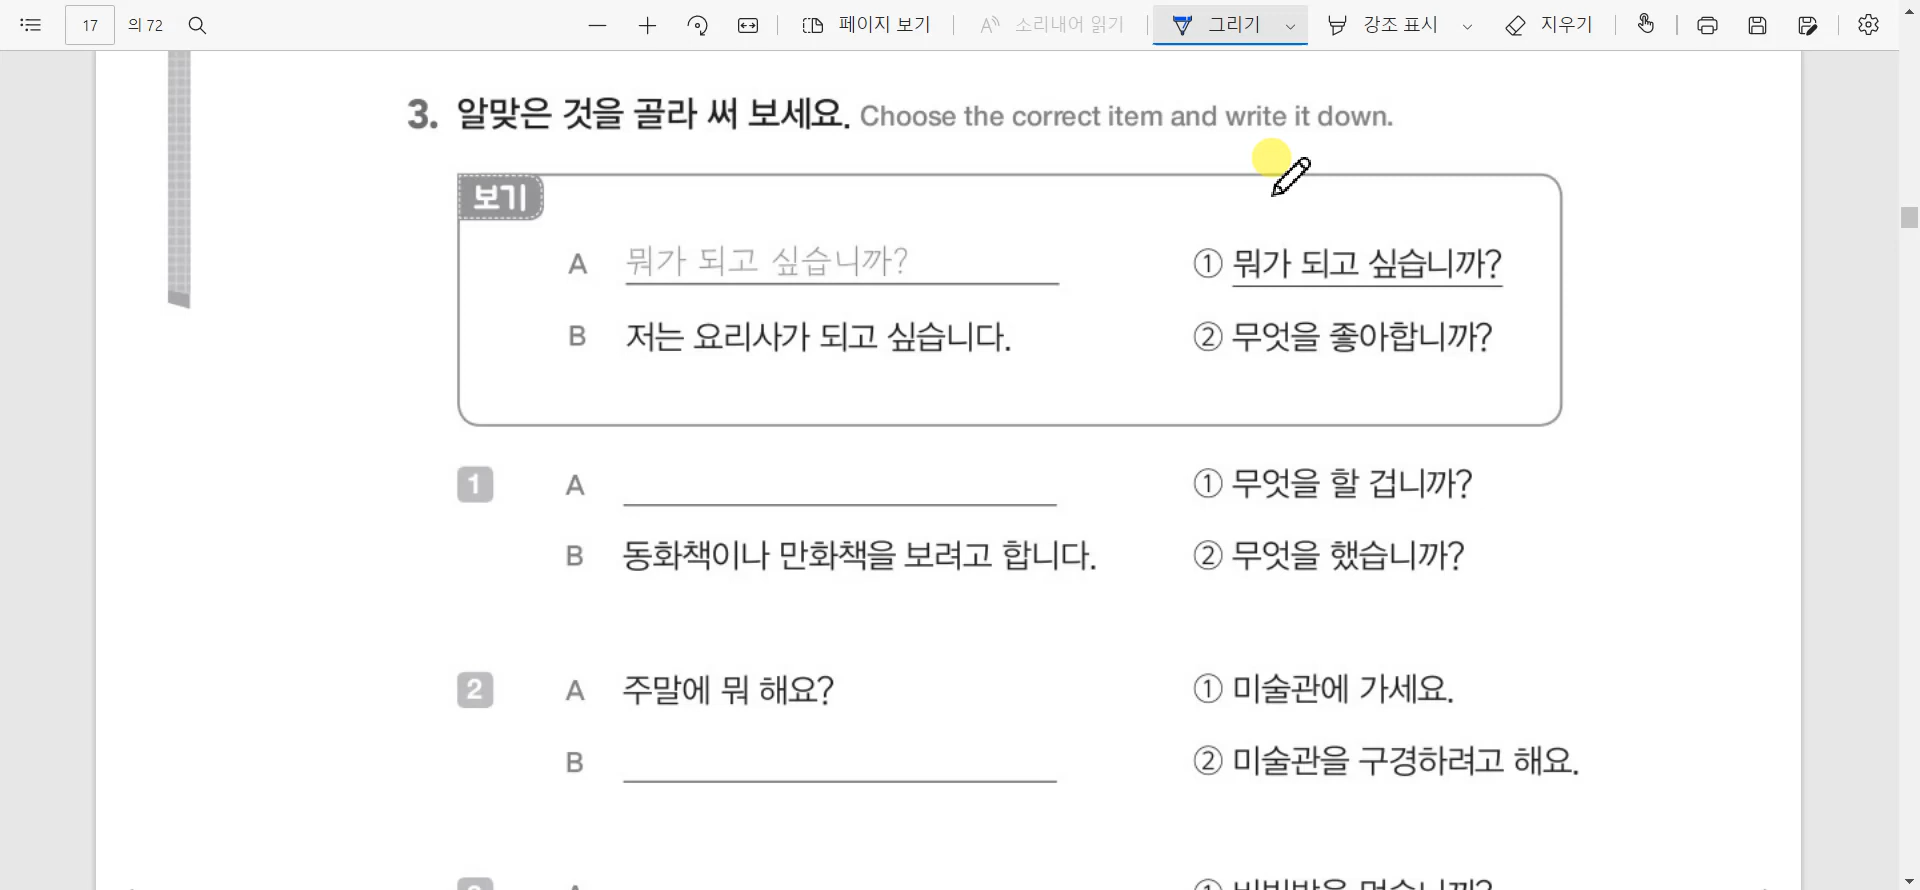 17 의 72 페이지 보기 소리내어 읽기 그리기 강조 표시 지우기
3. 알맞은 것을 골라 써 보세요. Choose the correct item and write it down.
보기
A 뭐가 되고 싶습니까? ① 뭐가 되고 싶습니까?
B 저는 요리사가 되고 싶습니다. ② 무엇을 좋아합니까?
1 A ① 무엇을 할 겁니까?
B 동화책이나 만화책을 보려고 합니다. ② 무엇을 했습니까?
2 A 주말에 뭐 해요? ① 미술관에 가세요.
B ② 미술관을 구경하려고 해요.